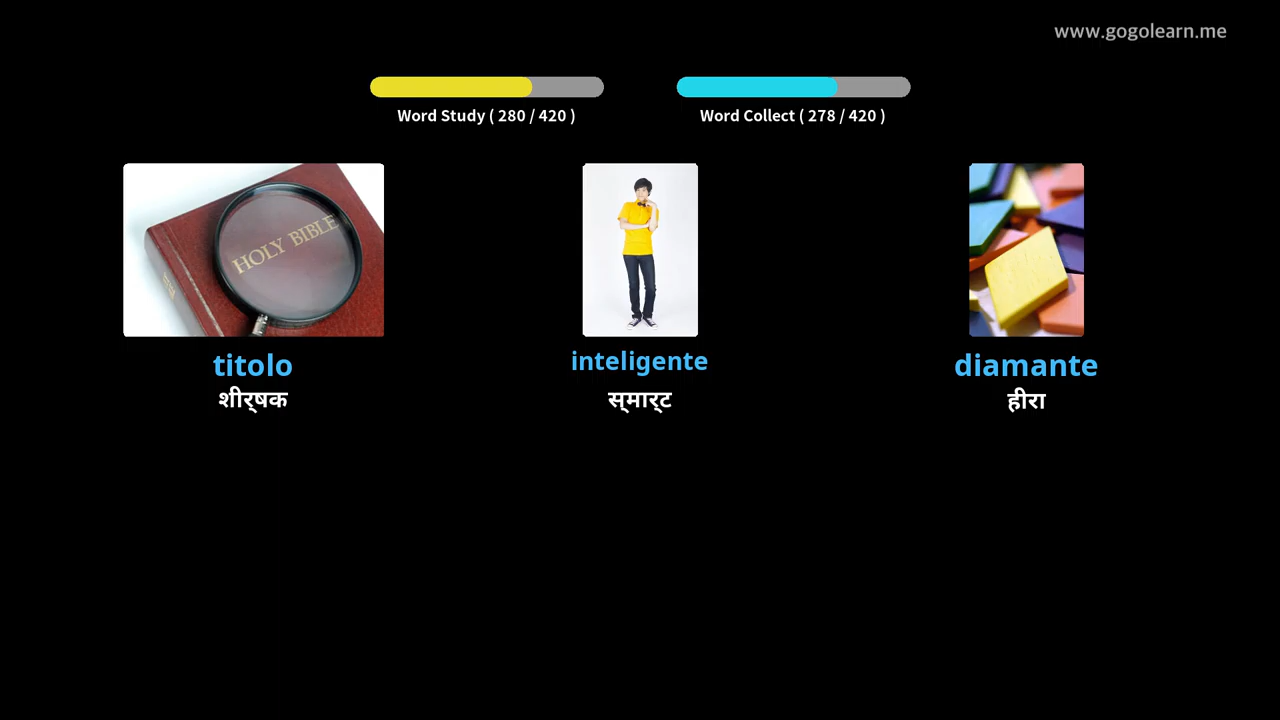 www.gogolearn.me
Word Study ( 280 / 420 )
Word Collect ( 278 / 420 )
HOLY BIBLE
titolo
inteligente
diamante
शीर्षक
स्मार्ट
हीरा